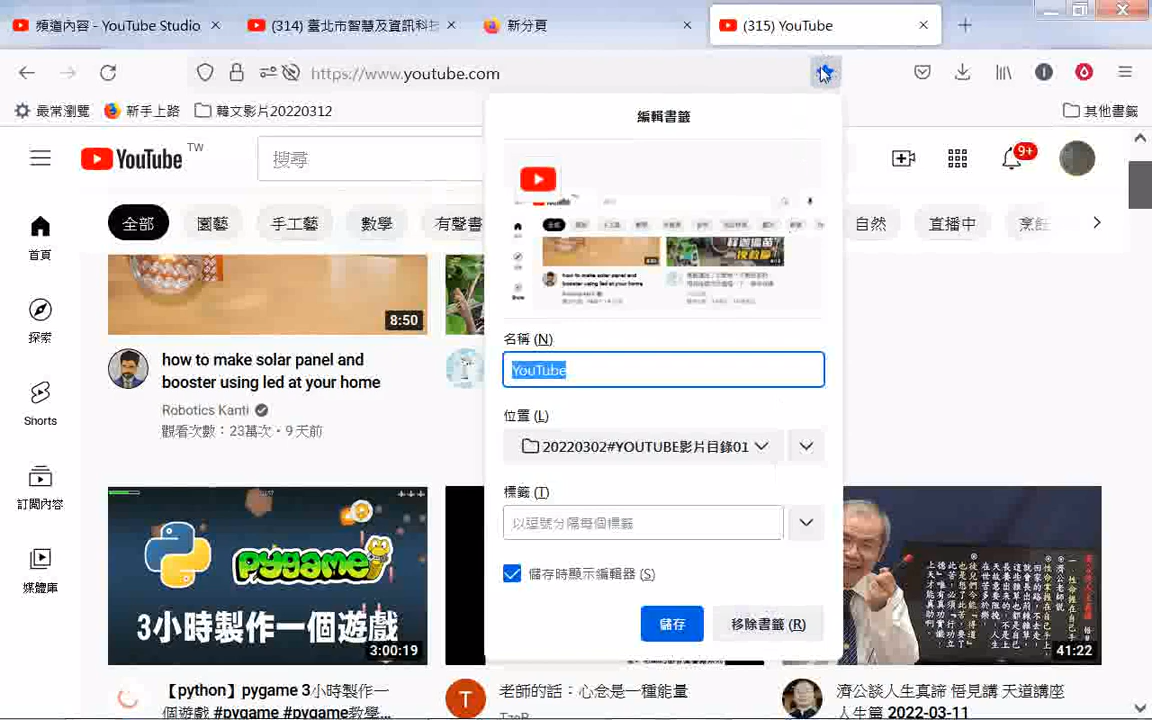 頻道內容 - YouTube Studio
(314) 臺北市智慧及資訊科技
新分頁
(315) YouTube
https://www.youtube.com
最常瀏覽
新手上路
韓文影片20220312
其他書籤
編輯書籤
YouTube TW
搜尋
9+
全部
園藝
手工藝
數學
有聲書
自然
直播中
烹飪
首頁
探索
Shorts
訂閱內容
媒體庫
8:50
how to make solar panel and
booster using led at your home
Robotics Kanti
觀看次數：23萬次・9 天前
名稱 (N)
YouTube
位置 (L)
20220302#YOUTUBE影片目錄01
標籤 (T)
以逗號分隔每個標籤
儲存時顯示編輯器 (S)
儲存
移除書籤 (R)
pygame
3小時製作一個遊戲
3:00:19
41:22
【python】pygame 3小時製作一
個遊戲 #pygame #pygame教學...
T
老師的話：心念是一種能量
濟公談人生真諦 悟見講 天道講座
人生篇 2022-03-11